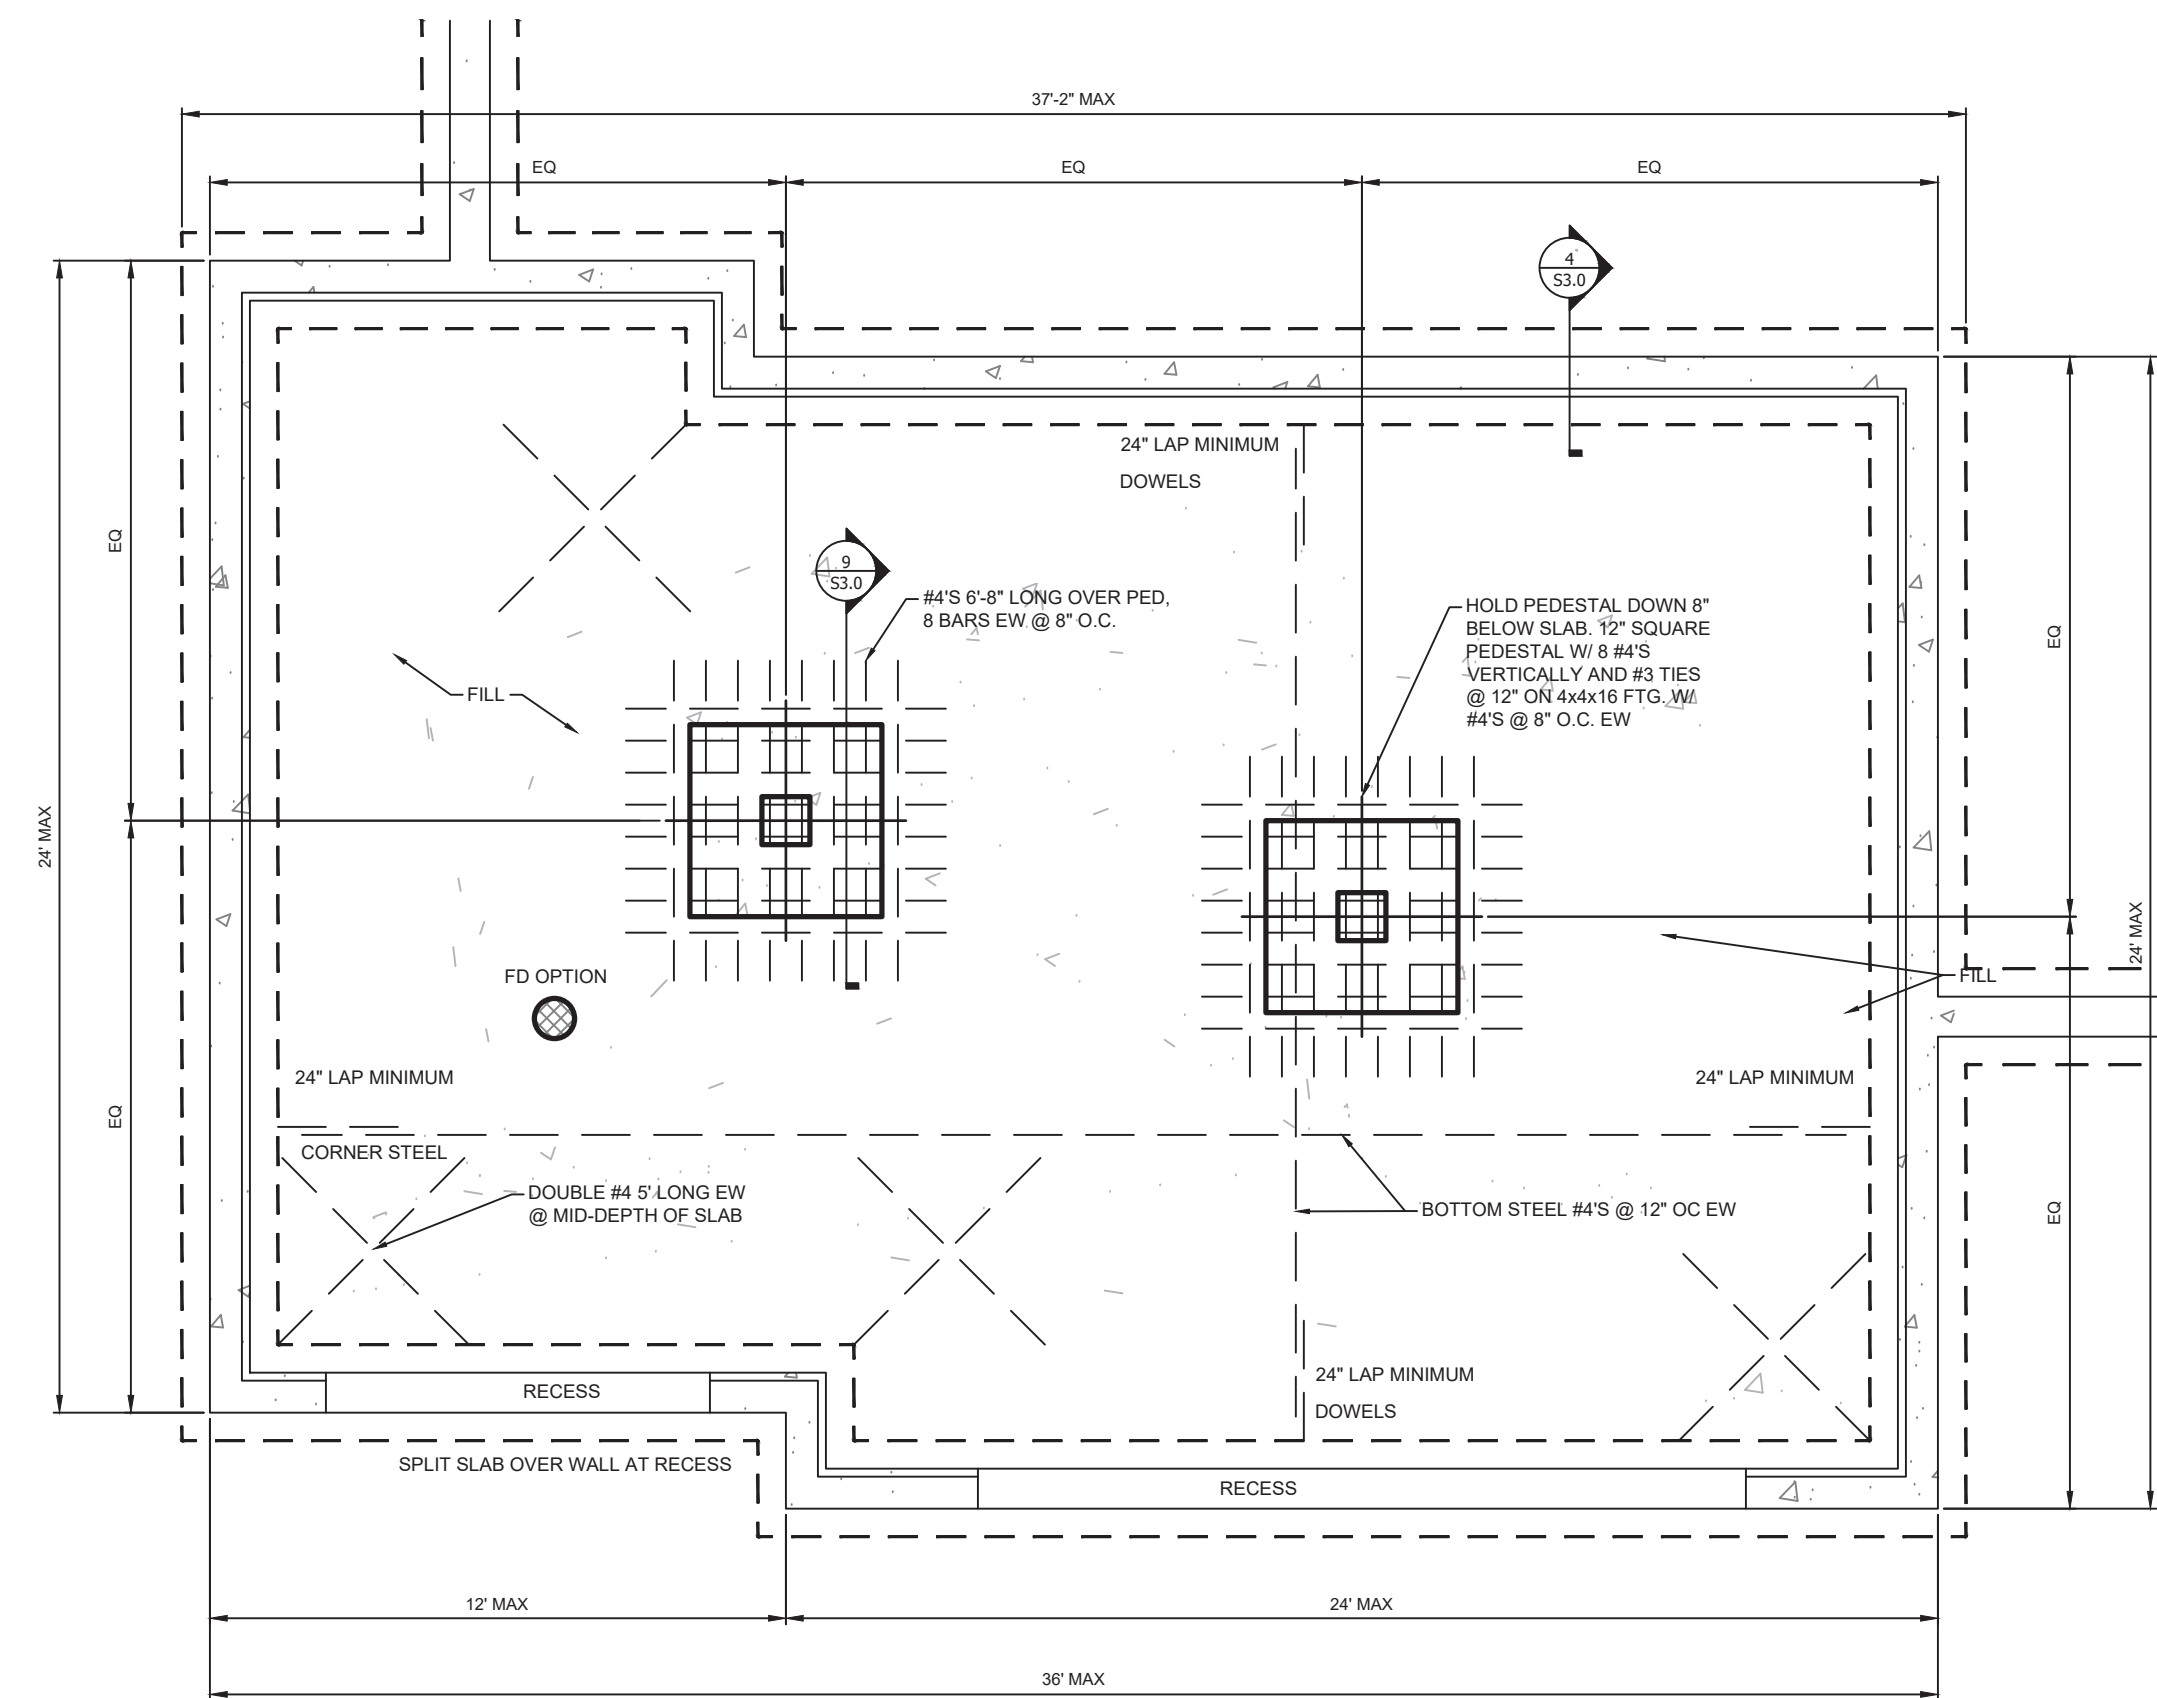 37'-2" MAX
EQ
EQ
EQ
4
S3.0
24" LAP MINIMUM
DOWELS
EQ
9
S3.0
#4'S 6'-8" LONG OVER PED,
8 BARS EW @ 8" O.C.
HOLD PEDESTAL DOWN 8"
BELOW SLAB. 12" SQUARE
PEDESTAL W/ 8 #4'S
VERTICALLY AND #3 TIES
@ 12" ON 4x4x16 FTG. W/
#4'S @ 8" O.C. EW
EQ
FILL
24' MAX
24' MAX
FILL
FD OPTION
24" LAP MINIMUM
24" LAP MINIMUM
EQ
CORNER STEEL
DOUBLE #4 5' LONG EW
@ MID-DEPTH OF SLAB
BOTTOM STEEL #4'S @ 12" OC EW
EQ
24" LAP MINIMUM
DOWELS
RECESS
SPLIT SLAB OVER WALL AT RECESS
RECESS
12' MAX
24' MAX
36' MAX